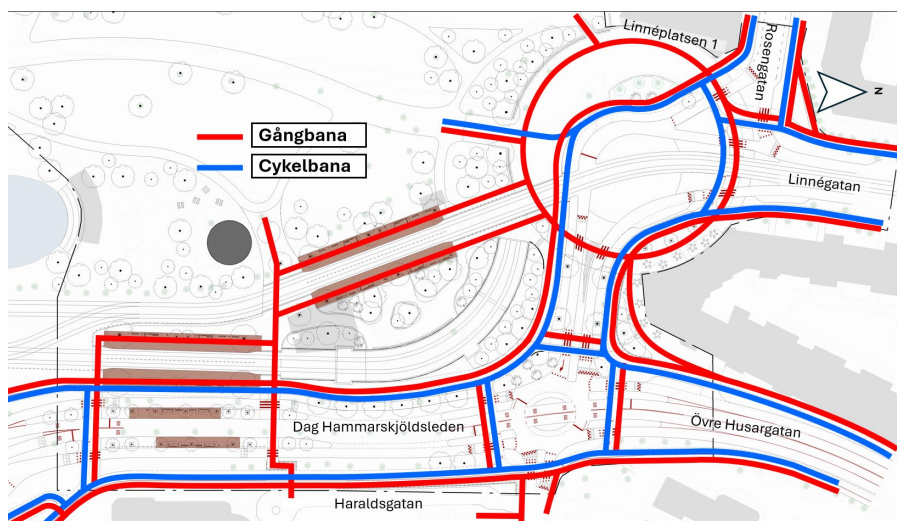 Linnéplatsen 1
Rosengatan
N
Gångbana
Cykelbana
Linnégatan
Dag Hammarskjöldsleden
Övre Husargatan
Haraldsgatan